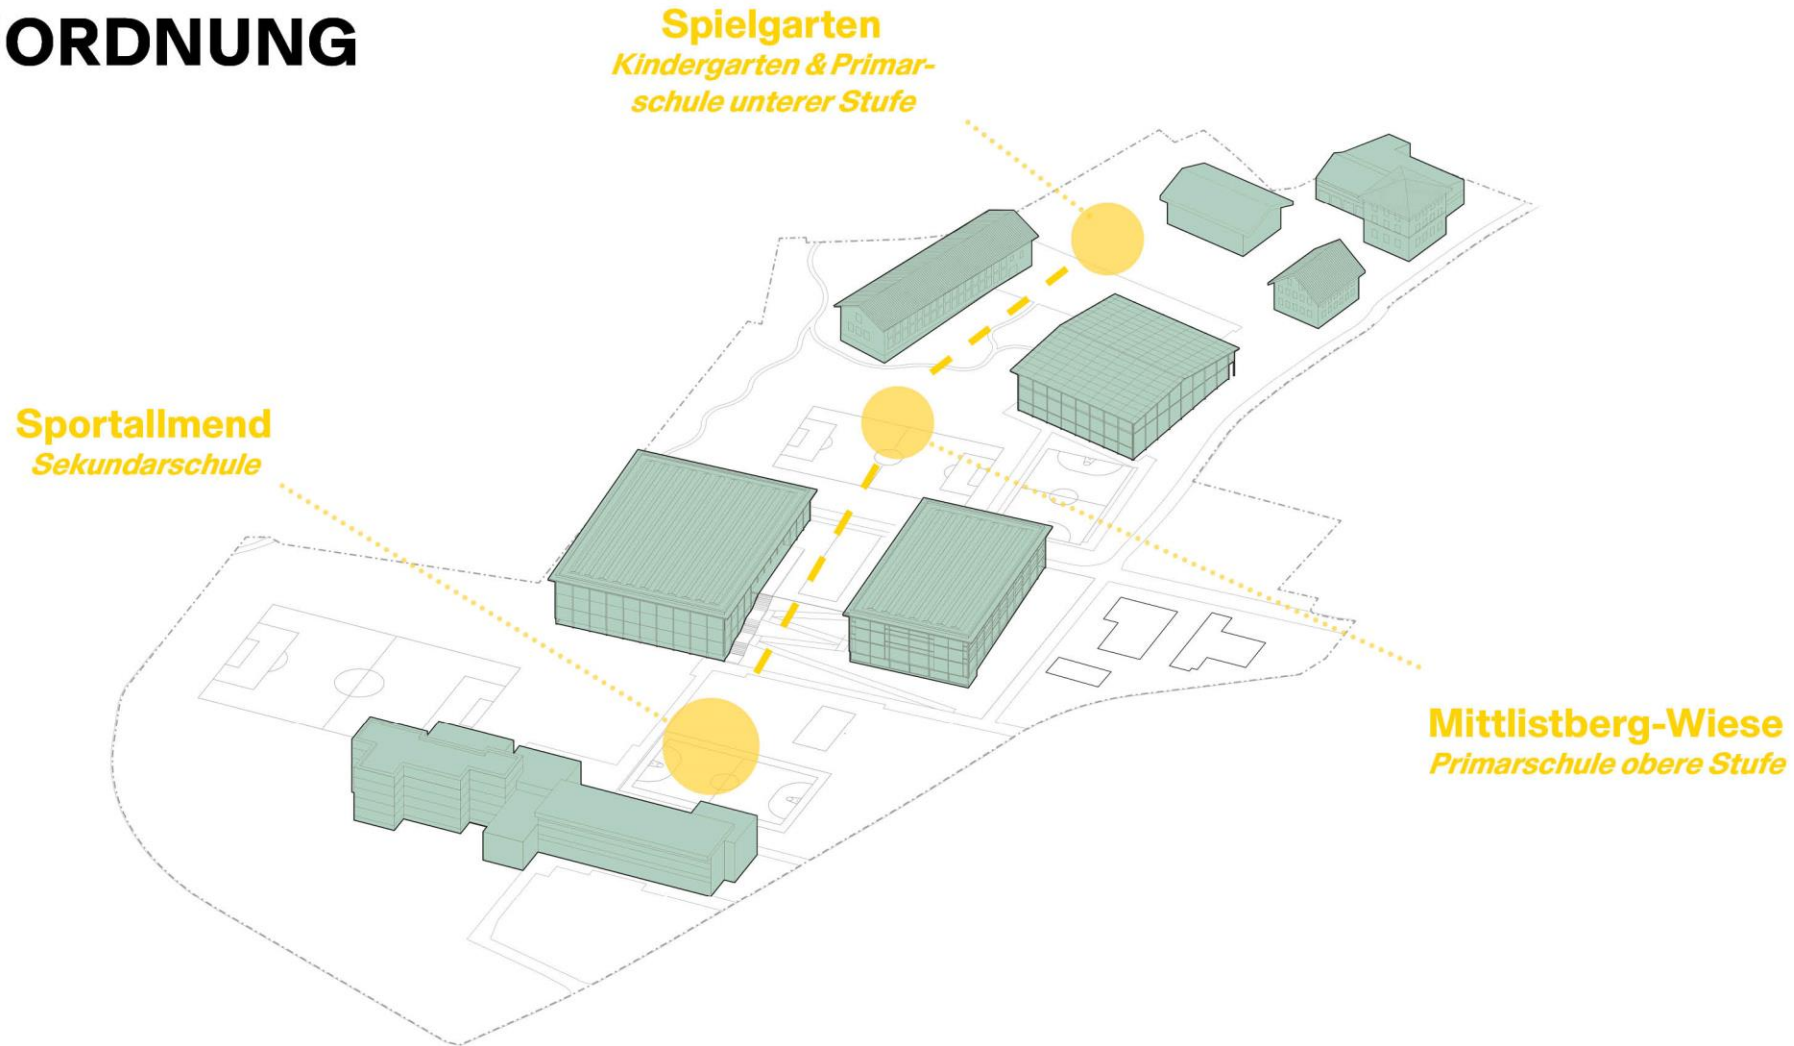 ORDNUNG
Spielgarten
Kindergarten & Primar-
schule unterer Stufe
Sportallmend
Sekundarschule
Mittlistberg-Wiese
Primarschule obere Stufe